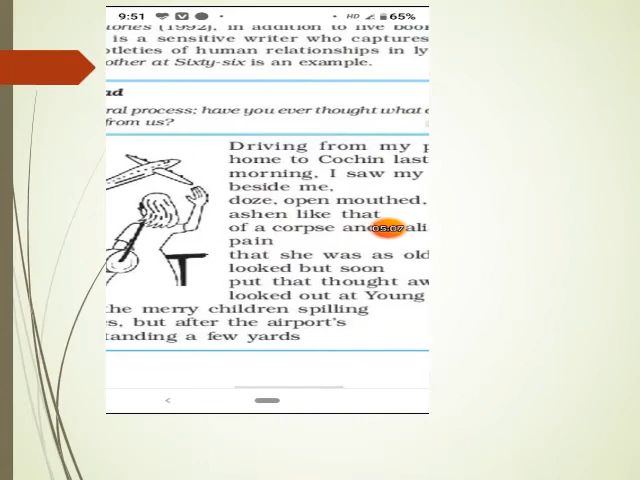 9:51 HD 65%
tories (1992), in addition to five boo
is a sensitive writer who captures
tleties of human relationships in ly
other at Sixty-six is an example.
ad
ral process; have you ever thought what
from us?
Driving from my p
home to Cochin last
morning, I saw my
beside me,
doze, open mouthed,
ashen like that
of a corpse and ali
05:07
pain
that she was as old
looked but soon
put that thought aw
looked out at Young
the merry children spilling
s, but after the airport's
tanding a few yards